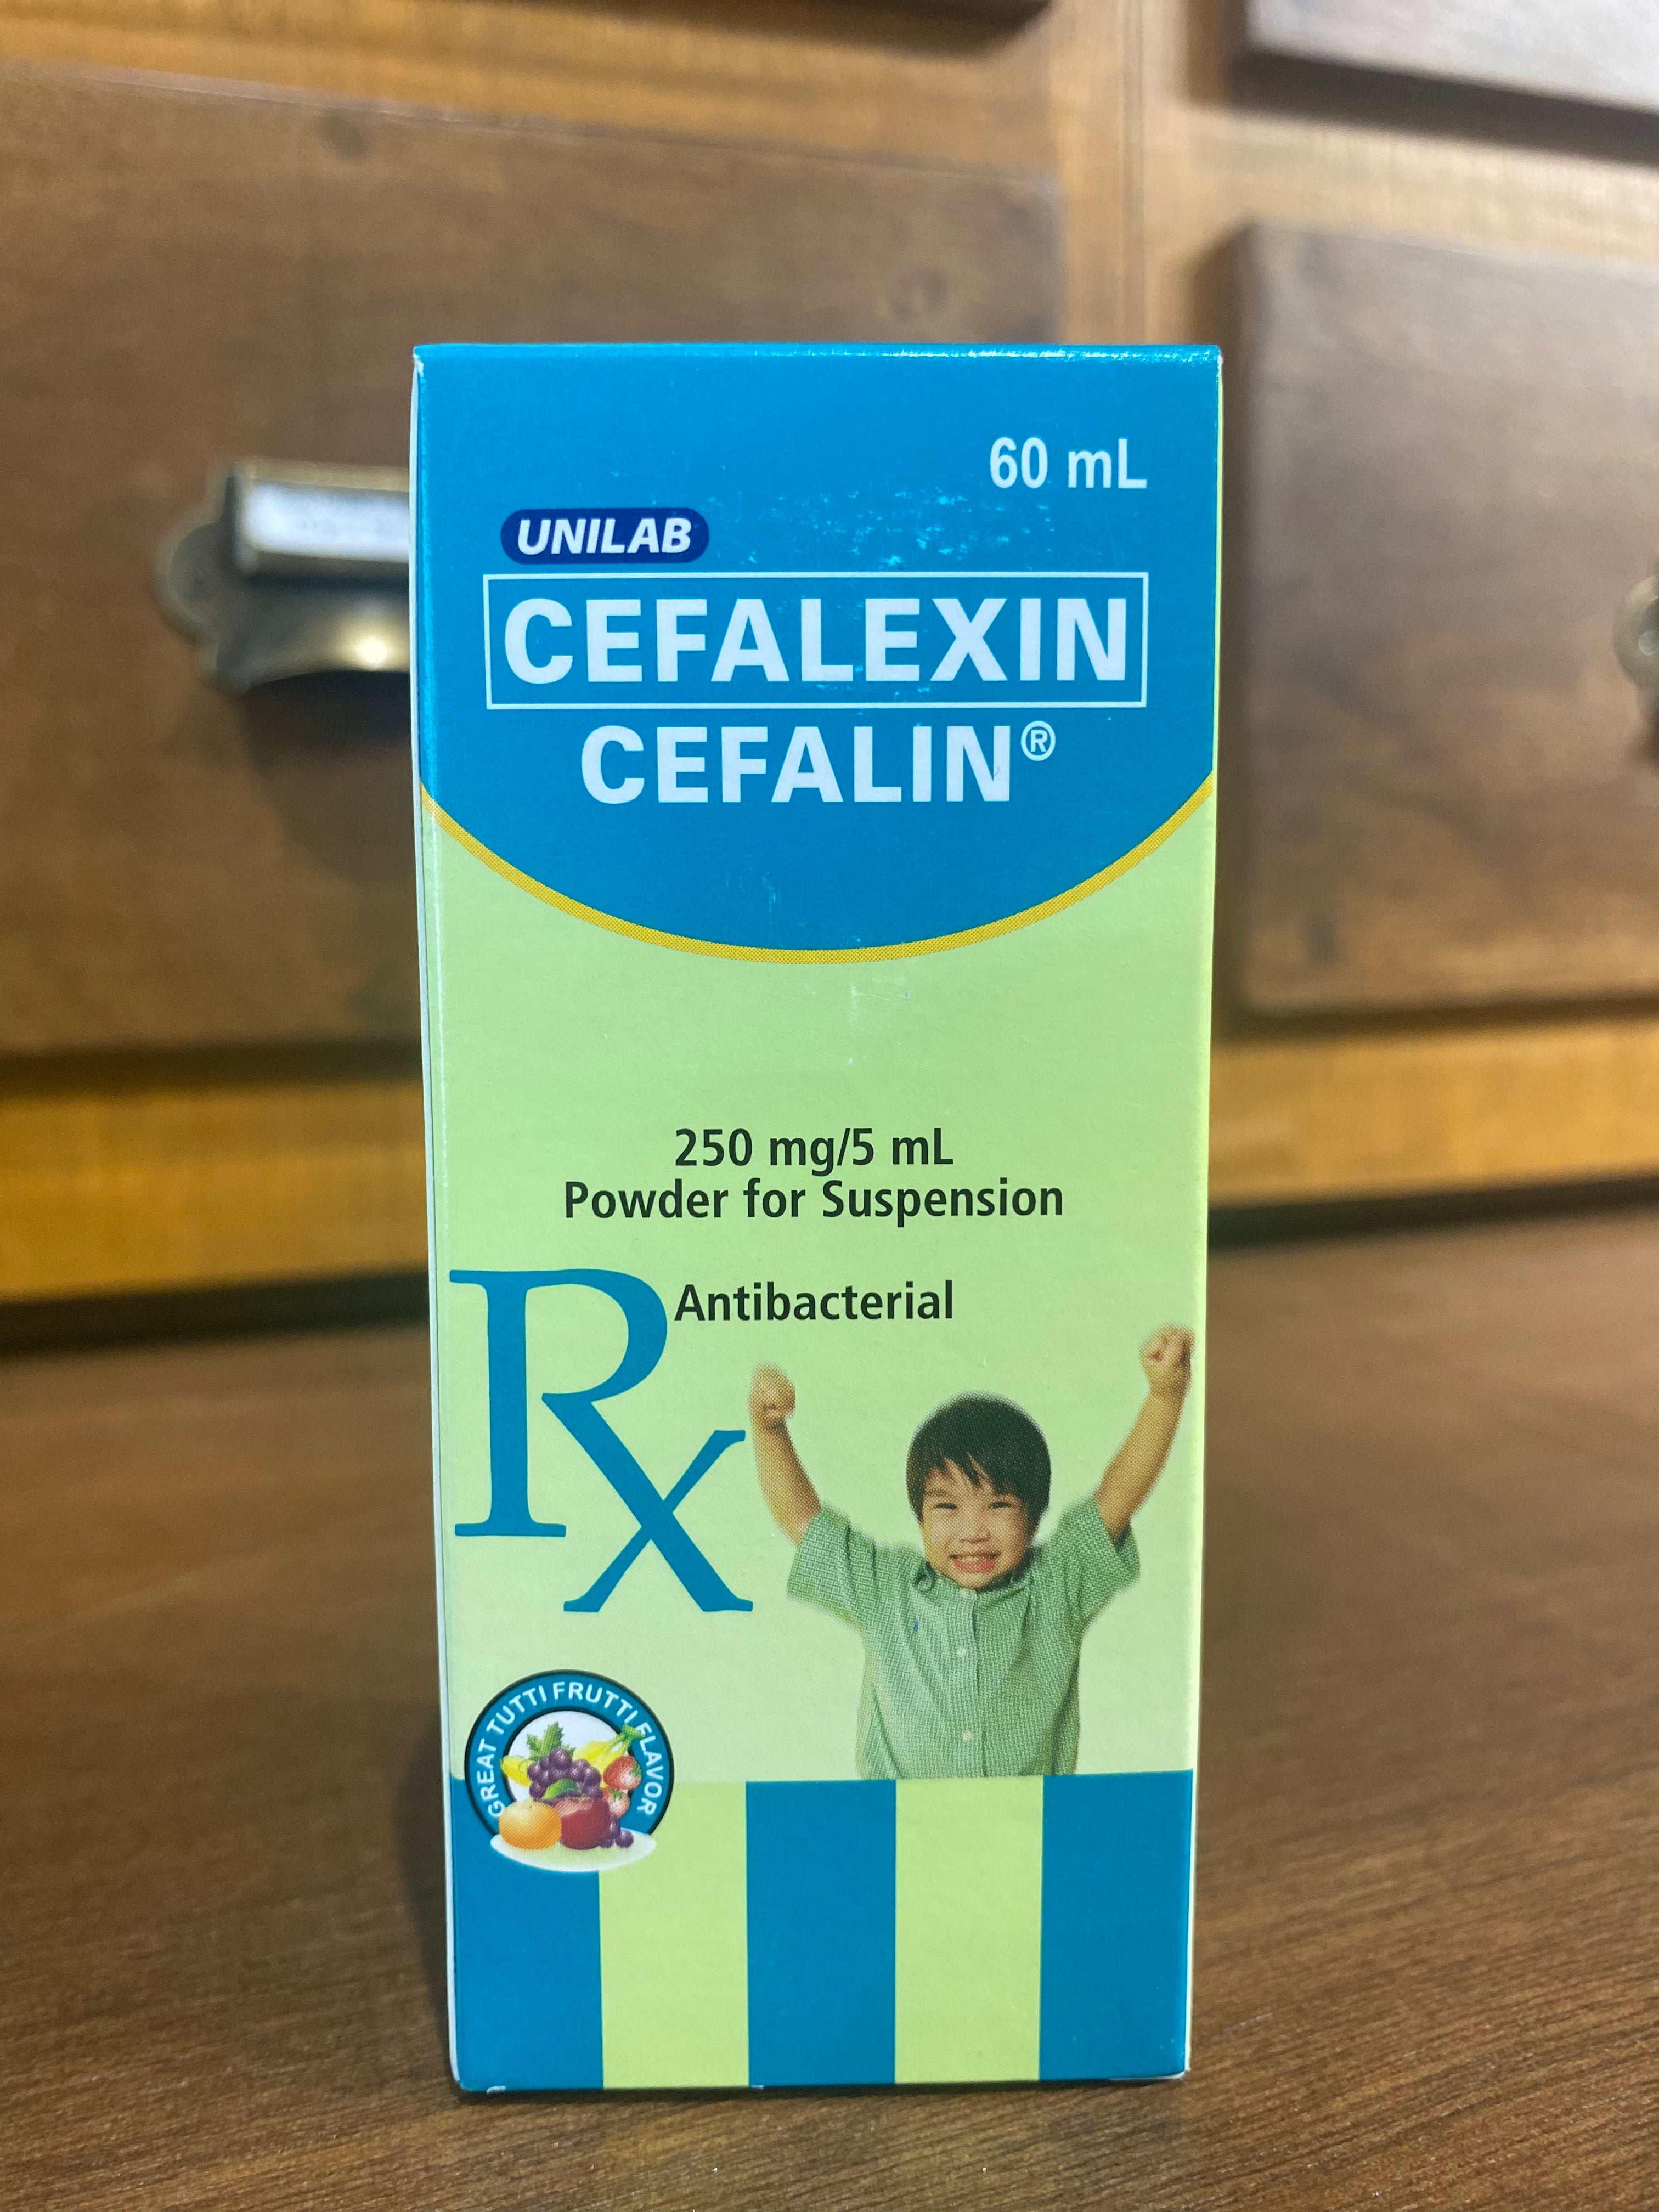 60 mL
UNILAB
CEFALEXIN
CEFALIN®
250 mg/5 mL
Powder for Suspension
Rx
Antibacterial
GREAT TUTTI FRUTTI FLAVOR